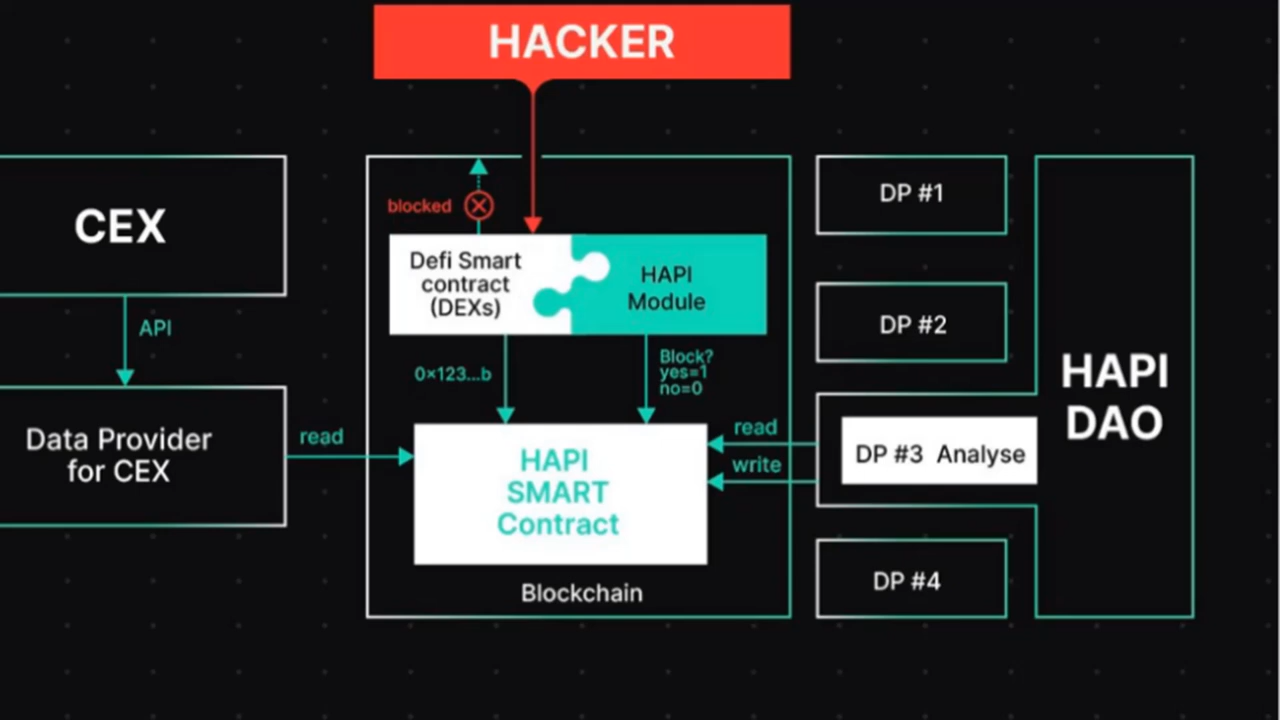 HACKER
CEX
API
Data Provider
for CEX
read
blocked
Defi Smart
contract
(DEXs)
HAPI
Module
0×123...b
Block?
yes=1
no=0
HAPI
SMART
Contract
Blockchain
read
write
DP #1
DP #2
DP #3 Analyse
DP #4
HAPI
DAO